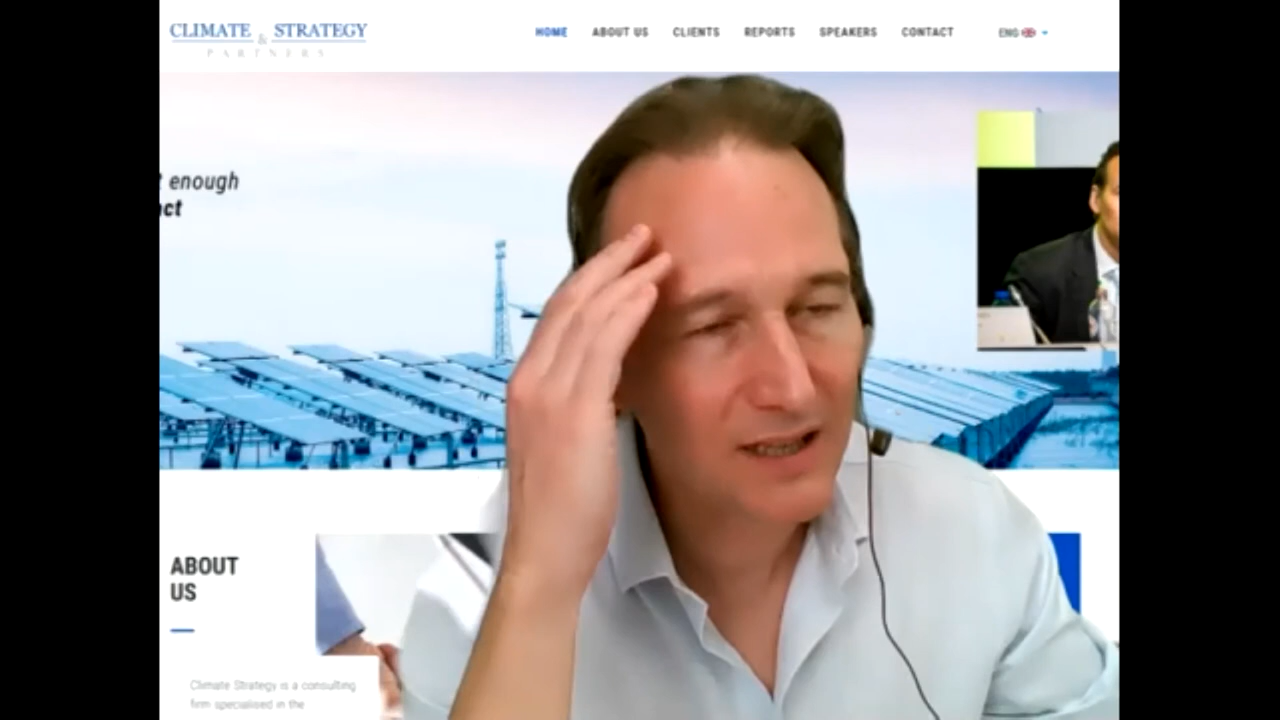 CLIMATE & STRATEGY
PARTNERS
HOME ABOUT US CLIENTS REPORTS SPEAKERS CONTACT ENG
enough
ABOUT
US
Climate Strategy is a consulting
firm specialised in the